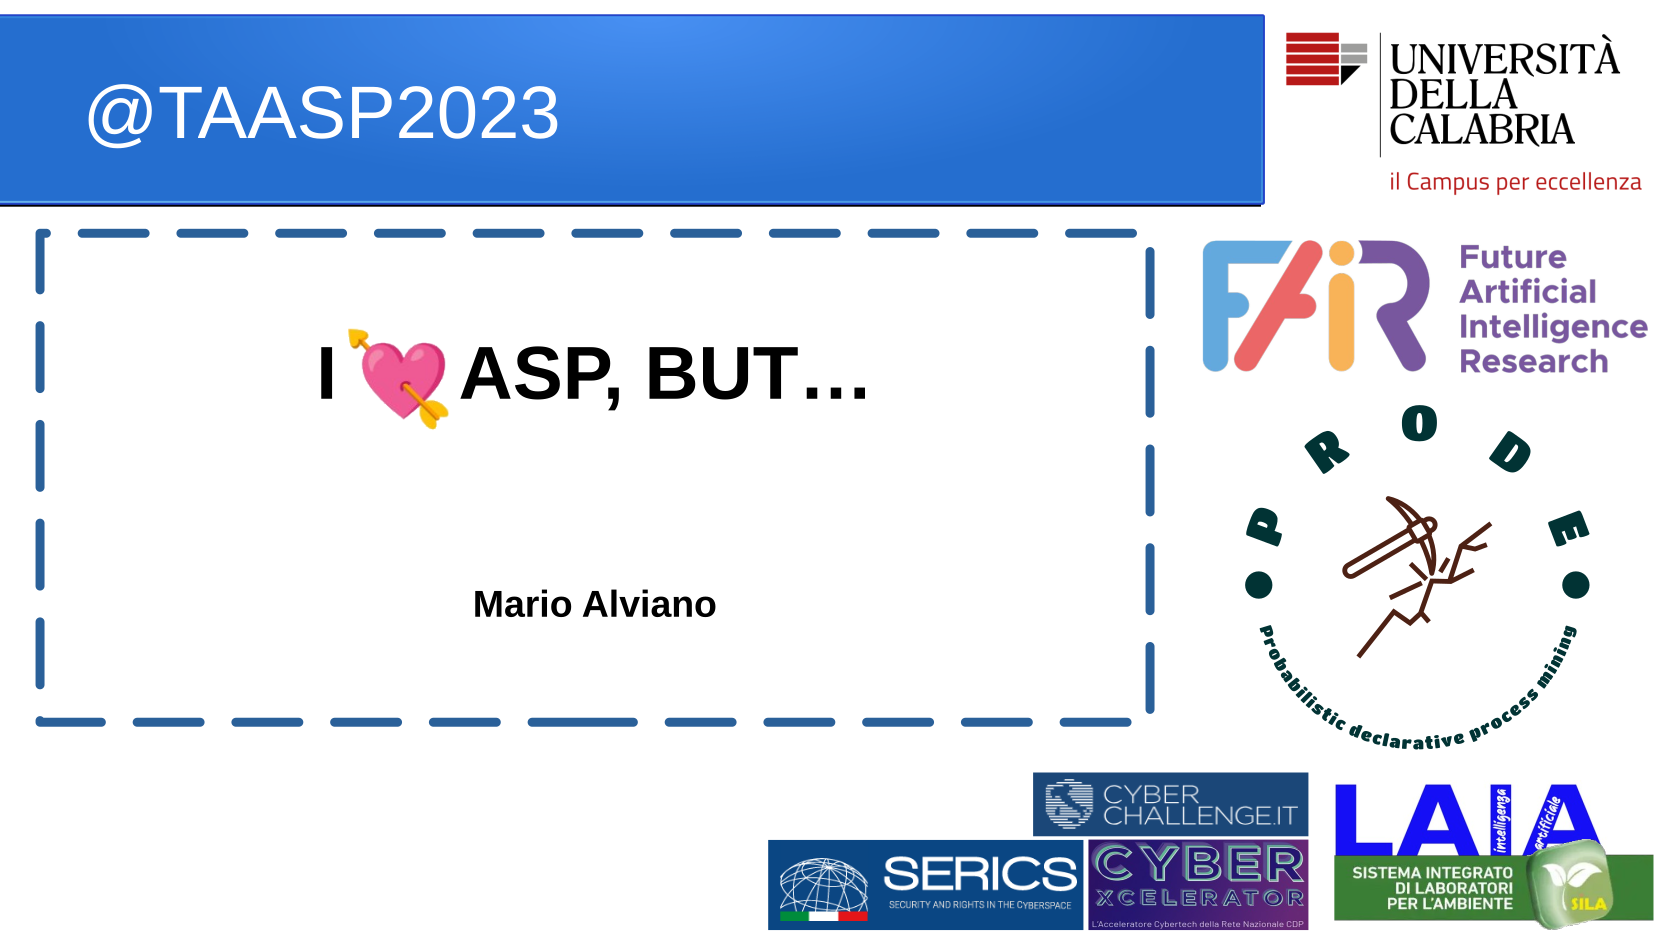 @TAASP2023
UNIVERSITÀ
DELLA
CALABRIA
il Campus per eccellenza
I 💘 ASP, BUT…
Mario Alviano
FAiR
Future
Artificial
Intelligence
Research
PRODE
Probabilistic declarative process mining
CYBER
CHALLENGE.IT
SERICS
SECURITY AND RIGHTS IN THE CYBERSPACE
CYBER
XCELERATOR
L'Acceleratore Cybertech della Rete Nazionale CDP
LAIA
intelligenza
artificiale
SISTEMA INTEGRATO
DI LABORATORI
PER L'AMBIENTE
SILA